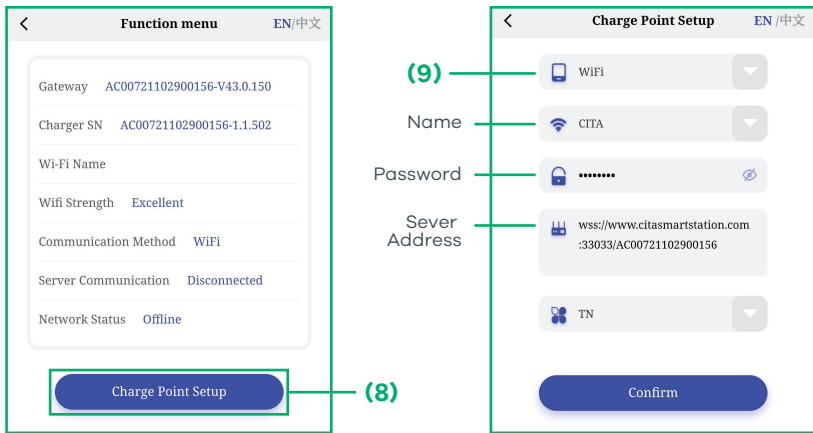 Function menu EN/中文
Gateway AC00721102900156-V43.0.150
Charger SN AC00721102900156-1.1.502
Wi-Fi Name
Wifi Strength Excellent
Communication Method WiFi
Server Communication Disconnected
Network Status Offline
Charge Point Setup
(8)
Charge Point Setup EN /中文
(9)
WiFi
Name
CITA
Password
••••••••
Sever
Address
wss://www.citasmartstation.com
:33033/AC00721102900156
TN
Confirm